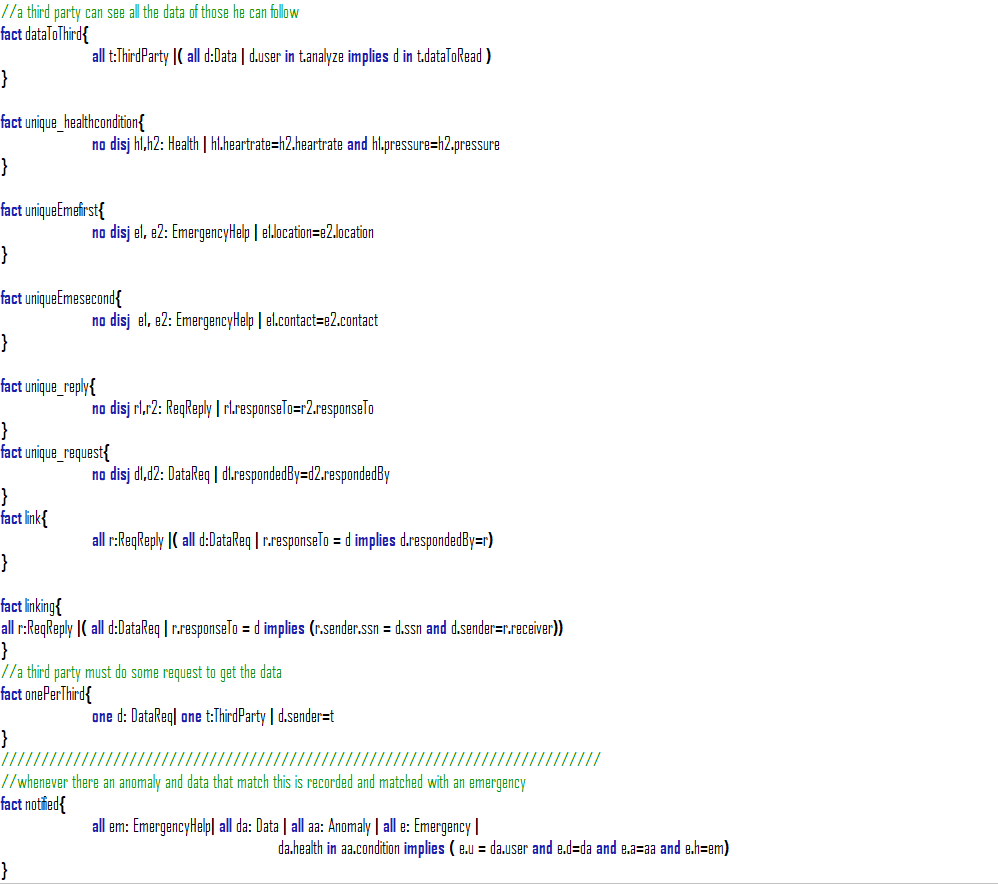 //a third party can see all the data of those he can follow
fact dataToThird{
all t:ThirdParty |( all d:Data | d.user in t.analyze implies d in t.dataToRead )
}
fact unique_healthcondition{
no disj h1,h2: Health | h1.heartrate=h2.heartrate and h1.pressure=h2.pressure
}
fact uniqueEmefirst{
no disj e1, e2: EmergencyHelp | e1.location=e2.location
}
fact uniqueEmesecond{
no disj e1, e2: EmergencyHelp | e1.contact=e2.contact
}
fact unique_reply{
no disj r1,r2: ReqReply | r1.responseTo=r2.responseTo
}
fact unique_request{
no disj d1,d2: DataReq | d1.respondedBy=d2.respondedBy
}
fact link{
all r:ReqReply |( all d:DataReq | r.responseTo = d implies d.respondedBy=r)
}
fact linking{
all r:ReqReply |( all d:DataReq | r.responseTo = d implies (r.sender.ssn = d.ssn and d.sender=r.receiver))
}
//a third party must do some request to get the data
fact onePerThird{
one d: DataReq| one t:ThirdParty | d.sender=t
}
///////////////////////////////////////////////////////////////////////////
//whenever there an anomaly and data that match this is recorded and matched with an emergency
fact notified{
all em: EmergencyHelp| all da: Data | all aa: Anomaly | all e: Emergency |
da.health in aa.condition implies ( e.u = da.user and e.d=da and e.a=aa and e.h=em)
}